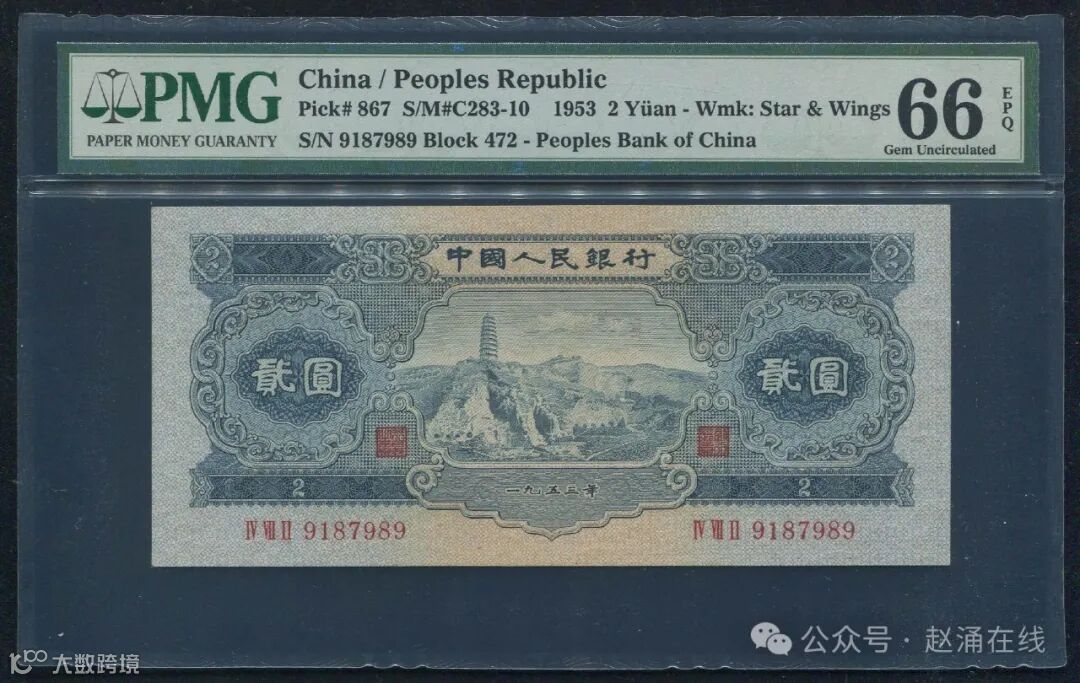 PMG
PAPER MONEY GUARANTY
China / Peoples Republic
Pick# 867 S/M#C283-10 1953 2 Yüan - Wmk: Star & Wings
S/N 9187989 Block 472 - Peoples Bank of China
66
EPQ
Gem Uncirculated
2
中國人民銀行
2
貳圓
貳圓
2
一九五三年
2
IV VII II 9187989
IV VII II 9187989
公众号 · 赵涌在线
大数跨境